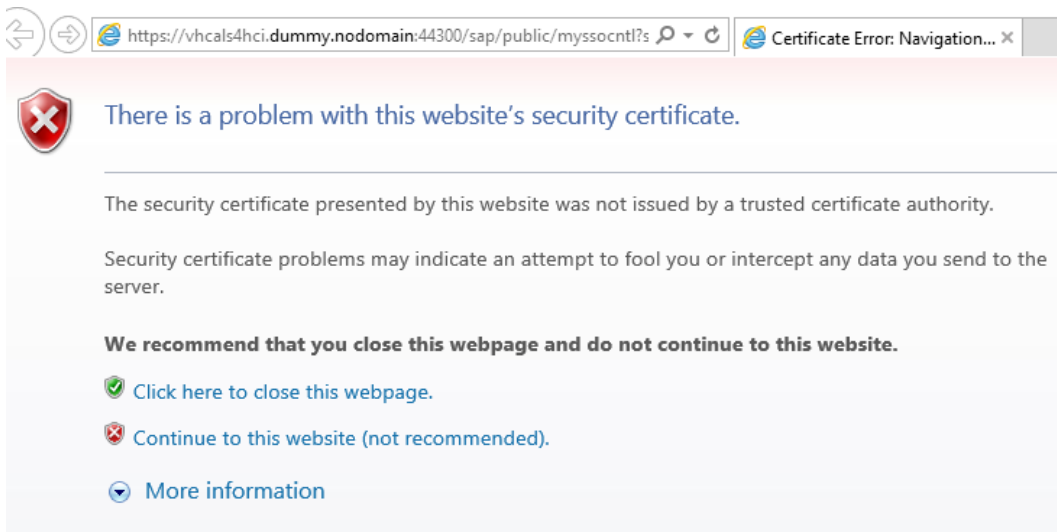 https://vhcals4hci.dummy.nodomain:44300/sap/public/myssocntl?s
Certificate Error: Navigation...
There is a problem with this website's security certificate.
The security certificate presented by this website was not issued by a trusted certificate authority.
Security certificate problems may indicate an attempt to fool you or intercept any data you send to the
server.
We recommend that you close this webpage and do not continue to this website.
Click here to close this webpage.
Continue to this website (not recommended).
More information